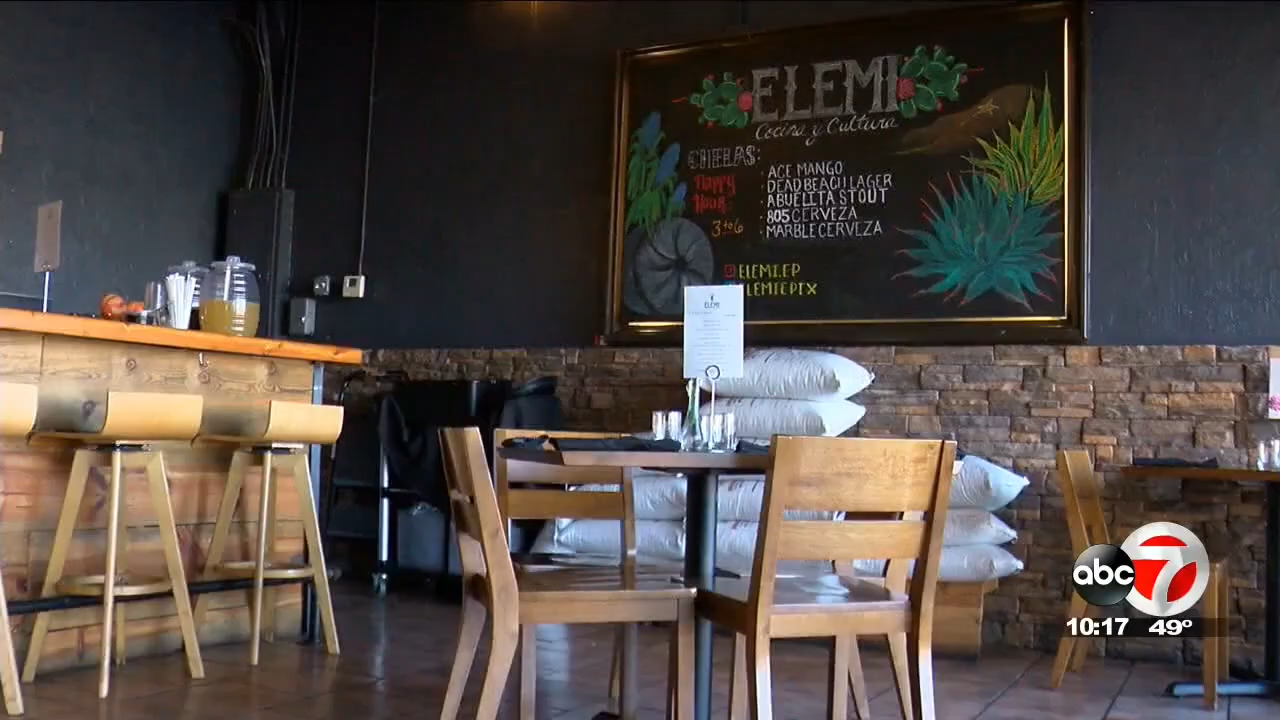 ELEMI
Cocina y Cultura
CHELAS:
Happy
Hour:
3 to 6
· ACE MANGO
· DEAD BEACH LAGER
· ABUELITA STOUT
· 805 CERVEZA
· MARBLE CERVEZA
ELEMI.EP
ELEMIEPTX
ELEMI
abc 7
10:17 49°